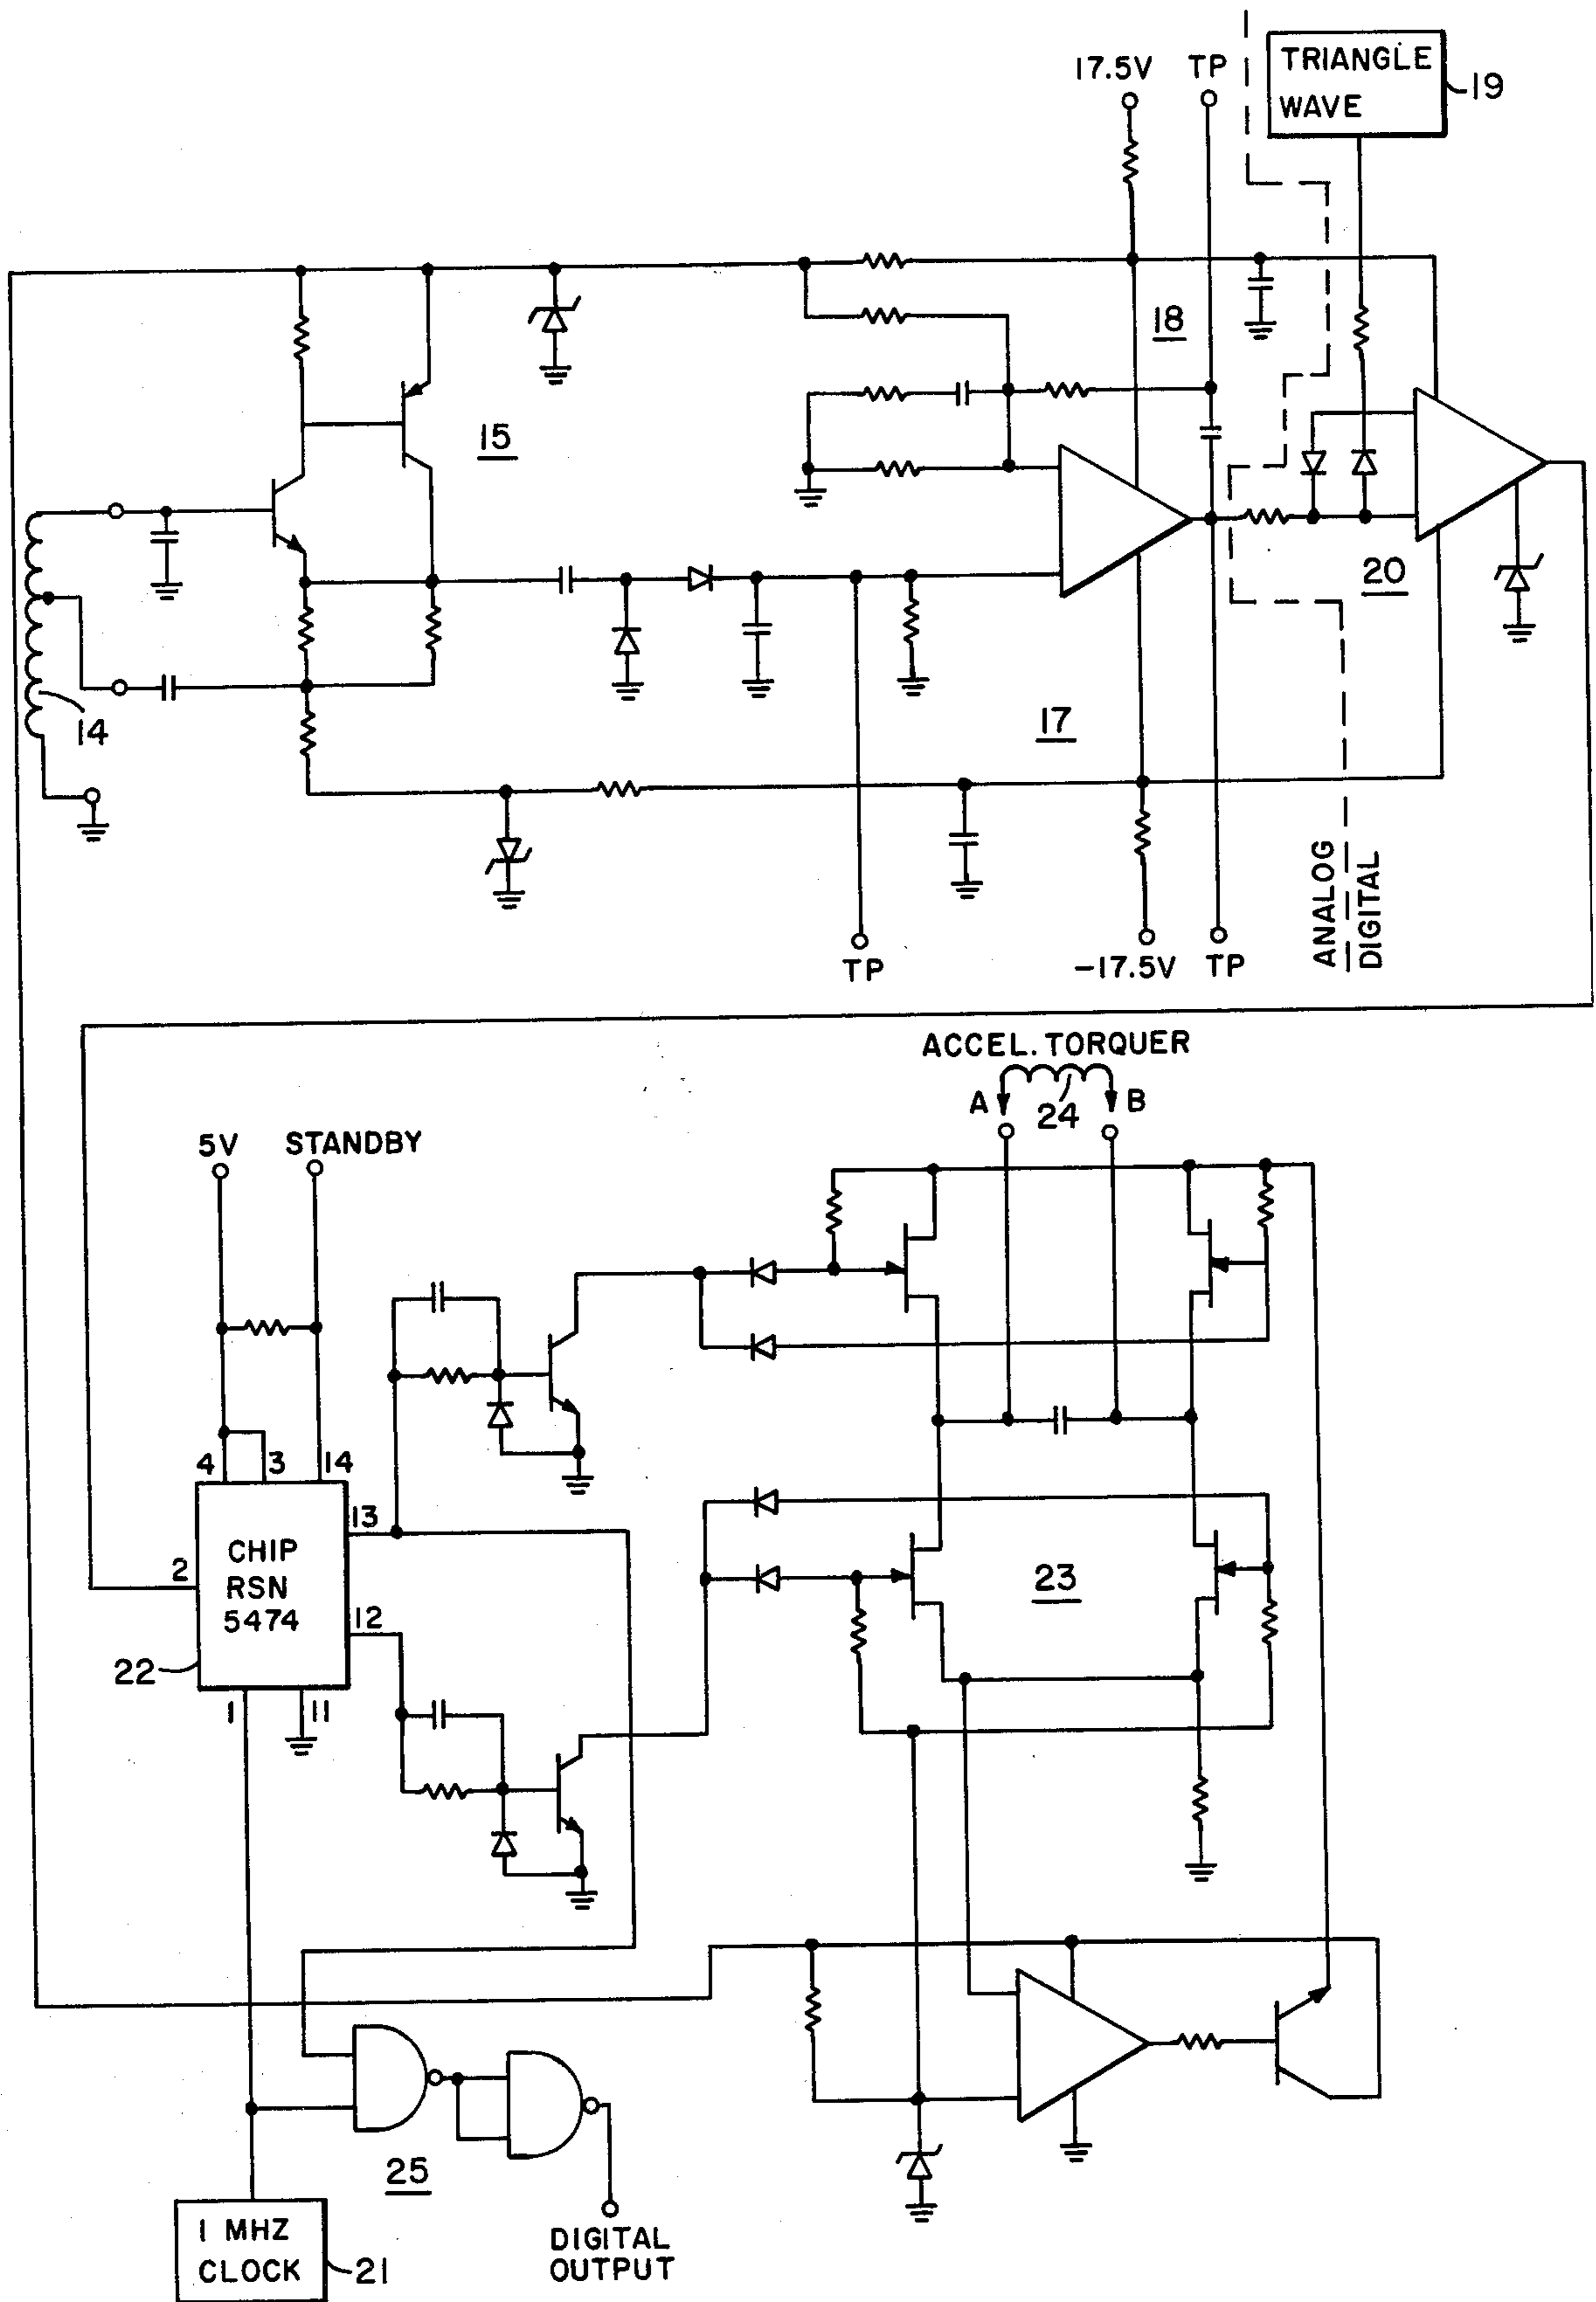 17.5V
TP
TRIANGLE
WAVE
19
18
15
20
14
17
ANALOG
DIGITAL
TP
-17.5V
TP
ACCEL. TORQUER
A
24
B
5V
STANDBY
4
3
14
13
2
CHIP
RSN
5474
12
23
22
1
11
25
1 MHZ
CLOCK
21
DIGITAL
OUTPUT